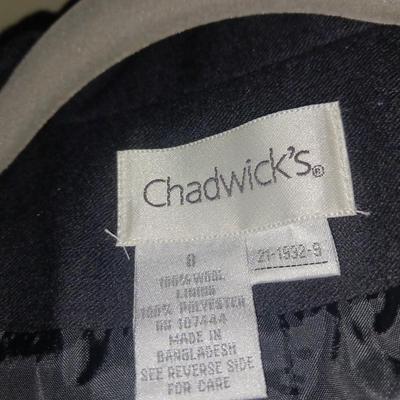 Chadwick's®
8
100% WOOL
LINING
100% POLYESTER
RN 107444
MADE IN
BANGLADESH
SEE REVERSE SIDE
FOR CARE
21-1932-9